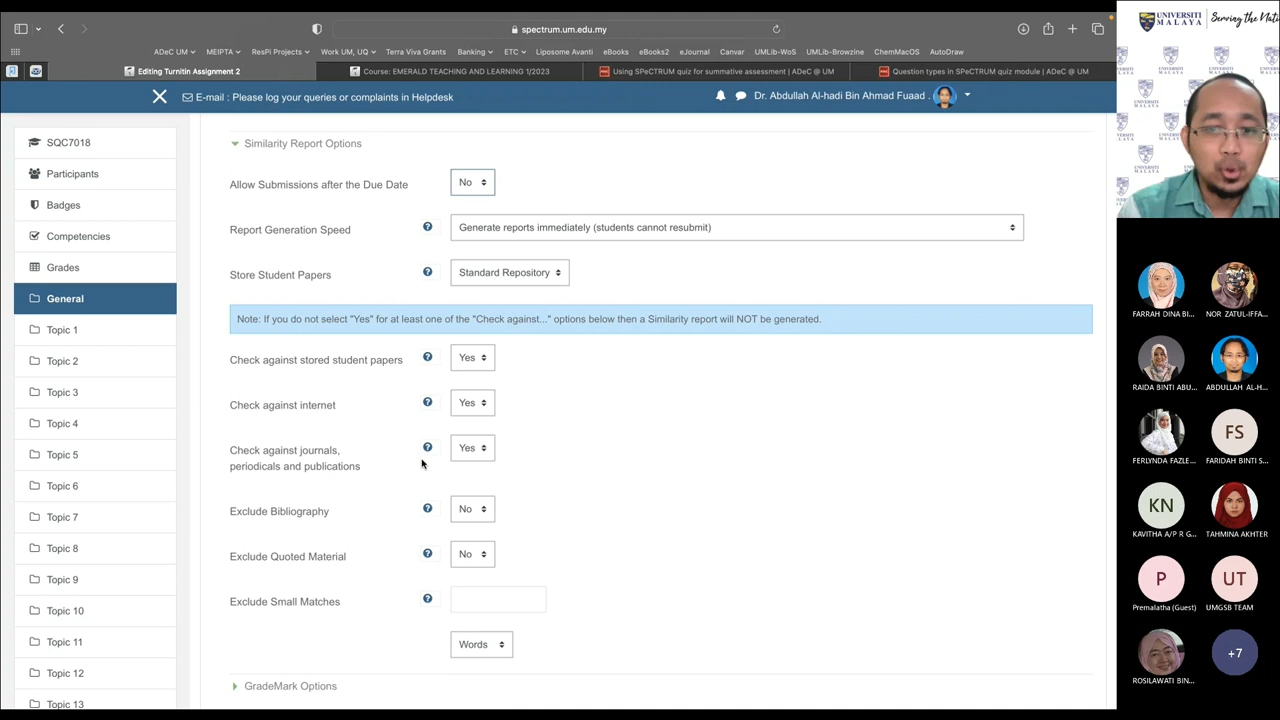 spectrum.um.edu.my
ADeC UM
MEIPTA
ResPi Projects
Work UM, UQ
Terra Viva Grants
Banking
ETC
Liposome Avanti
eBooks
eBooks2
eJournal
Canvar
UMLib-WoS
UMLib-Browzine
ChemMacOS
AutoDraw
Editing Turnitin Assignment 2
Course: EMERALD TEACHING AND LEARNING 1/2023
Using SPeCTRUM quiz for summative assessment | ADeC @ UM
Question types in SPeCTRUM quiz module | ADeC @ UM
E-mail : Please log your queries or complaints in Helpdesk
Dr. Abdullah Al-hadi Bin Ahmad Fuaad .
SQC7018
Participants
Badges
Competencies
Grades
General
Topic 1
Topic 2
Topic 3
Topic 4
Topic 5
Topic 6
Topic 7
Topic 8
Topic 9
Topic 10
Topic 11
Topic 12
Topic 13
Similarity Report Options
Allow Submissions after the Due Date
No
Report Generation Speed
Generate reports immediately (students cannot resubmit)
Store Student Papers
Standard Repository
Note: If you do not select "Yes" for at least one of the "Check against..." options below then a Similarity report will NOT be generated.
Check against stored student papers
Yes
Check against internet
Yes
Check against journals,
periodicals and publications
Yes
Exclude Bibliography
No
Exclude Quoted Material
No
Exclude Small Matches
Words
GradeMark Options
UNIVERSITI
MALAYA
Serving the Nati
FARRAH DINA BI...
NOR ZATUL-IFFA...
RAIDA BINTI ABU...
ABDULLAH AL-H...
FERLYNDA FAZLE...
FS
FARIDAH BINTI S...
KN
KAVITHA A/P R G...
TAHMINA AKHTER
P
Premalatha (Guest)
UT
UMGSB TEAM
ROSILAWATI BIN...
+7